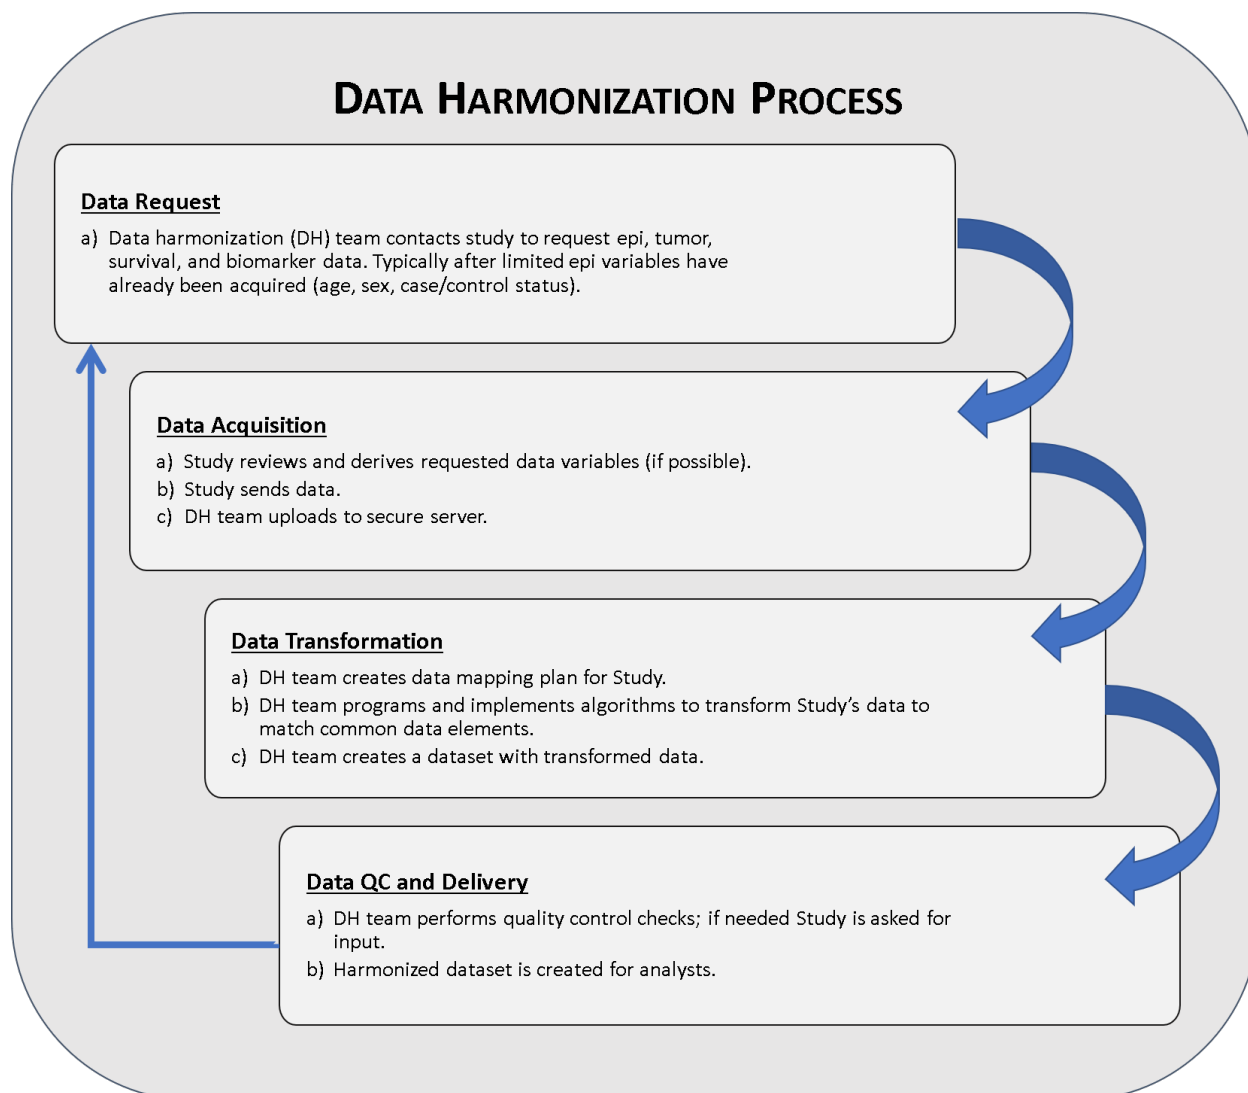 DATA HARMONIZATION PROCESS
Data Request
a) Data harmonization (DH) team contacts study to request epi, tumor,
survival, and biomarker data. Typically after limited epi variables have
already been acquired (age, sex, case/control status).
Data Acquisition
a) Study reviews and derives requested data variables (if possible).
b) Study sends data.
c) DH team uploads to secure server.
Data Transformation
a) DH team creates data mapping plan for Study.
b) DH team programs and implements algorithms to transform Study's data to
match common data elements.
c) DH team creates a dataset with transformed data.
Data QC and Delivery
a) DH team performs quality control checks; if needed Study is asked for
input.
b) Harmonized dataset is created for analysts.